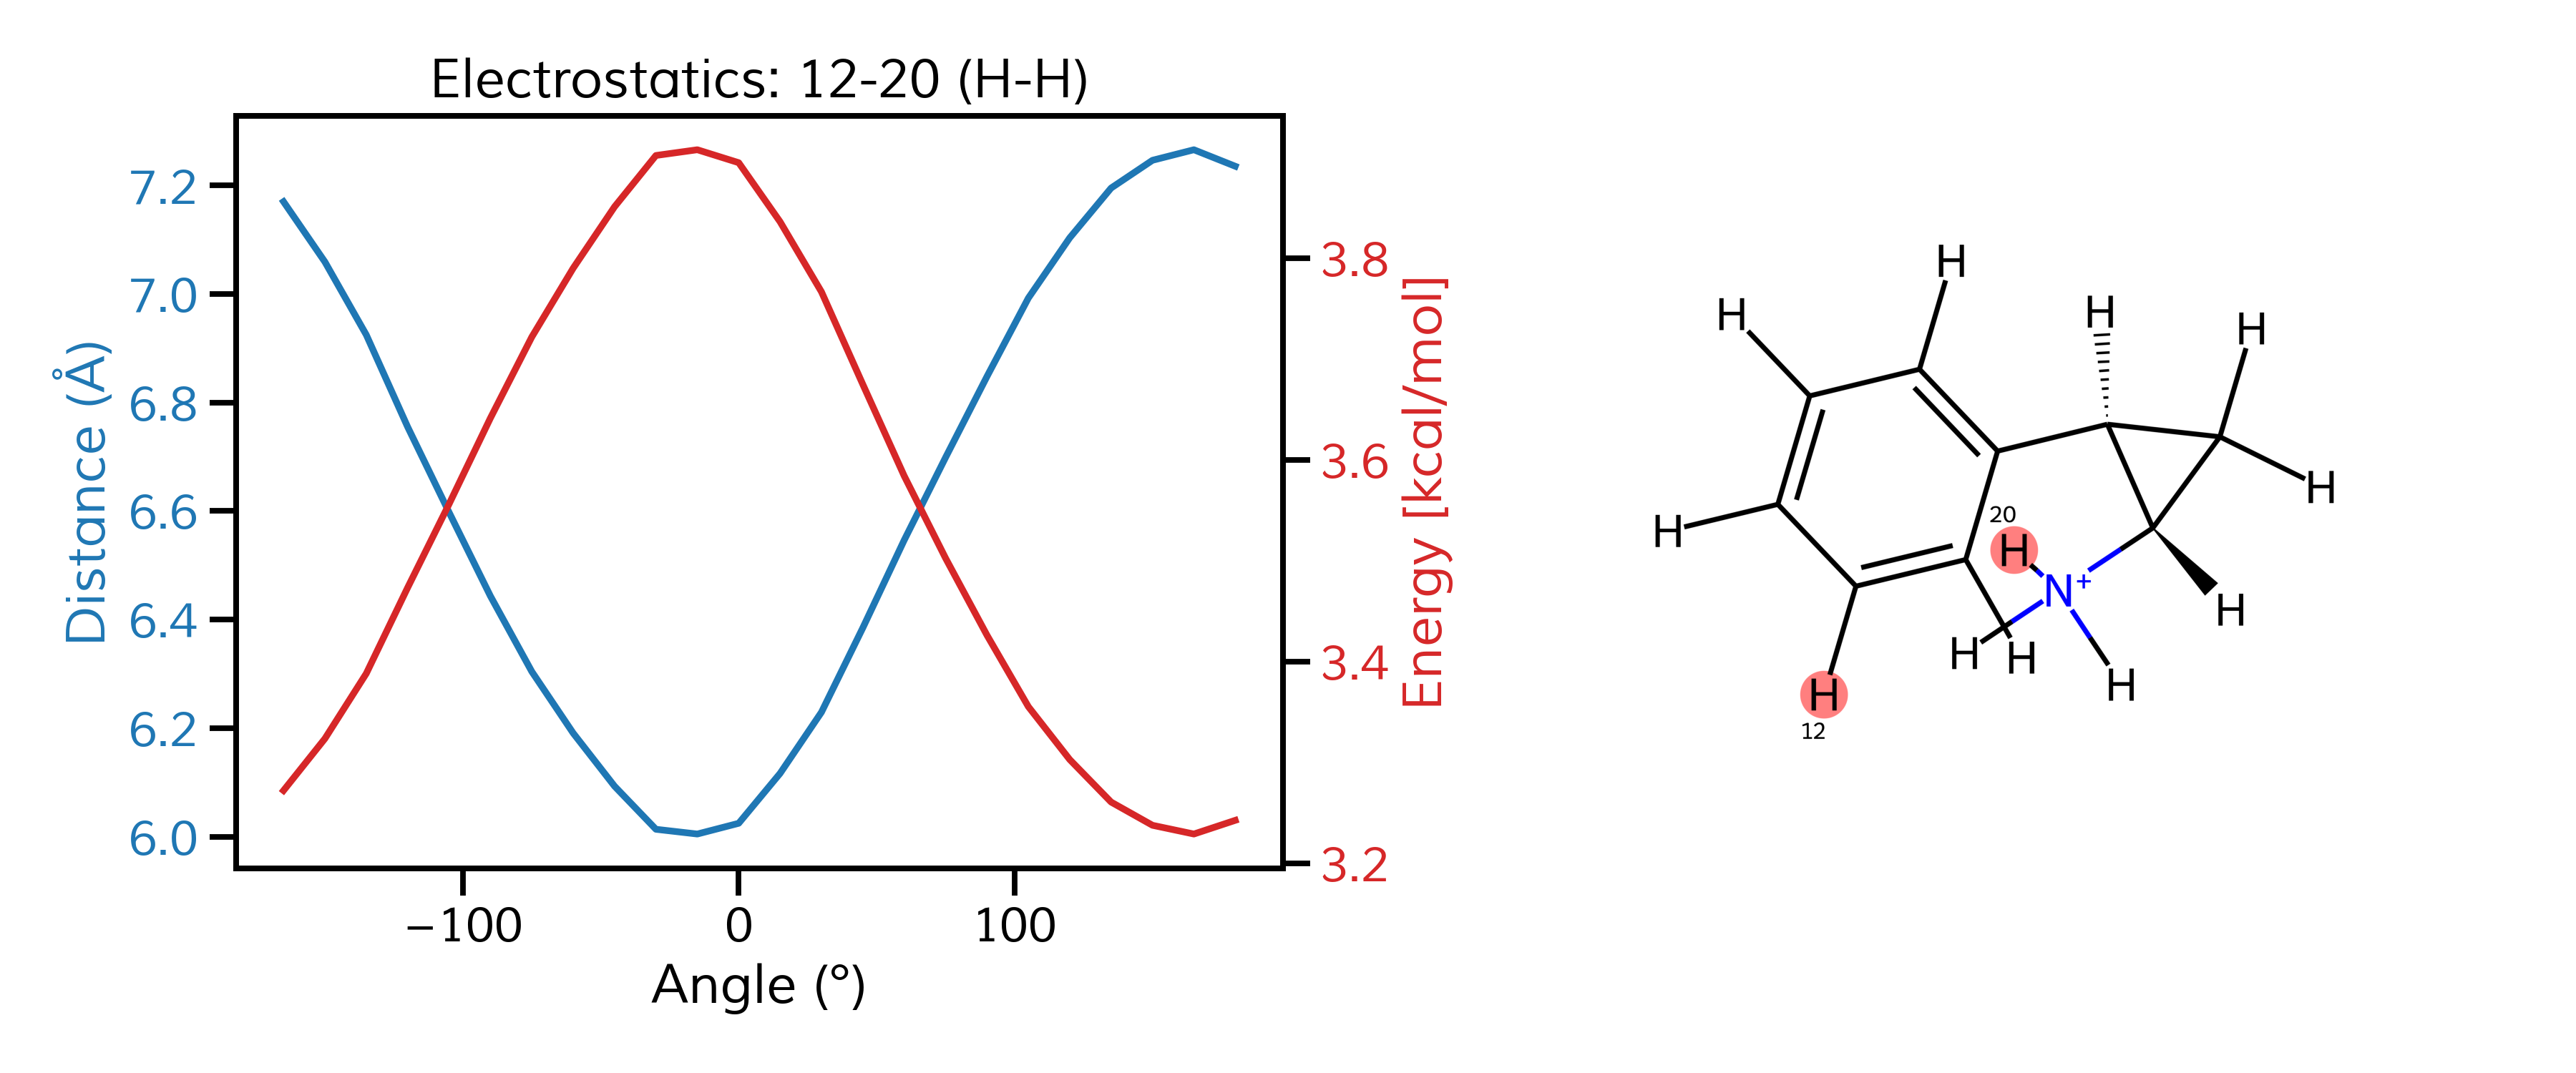 Electrostatics: 12-20 (H-H)
Distance (Å)
7.2
7.0
6.8
6.6
6.4
6.2
6.0
3.8
3.6
3.4
3.2
Energy [kcal/mol]
−100 0 100
Angle (°)
H
H
H
H
H
H
H
20
H
N+
H
H
H
H
H
12